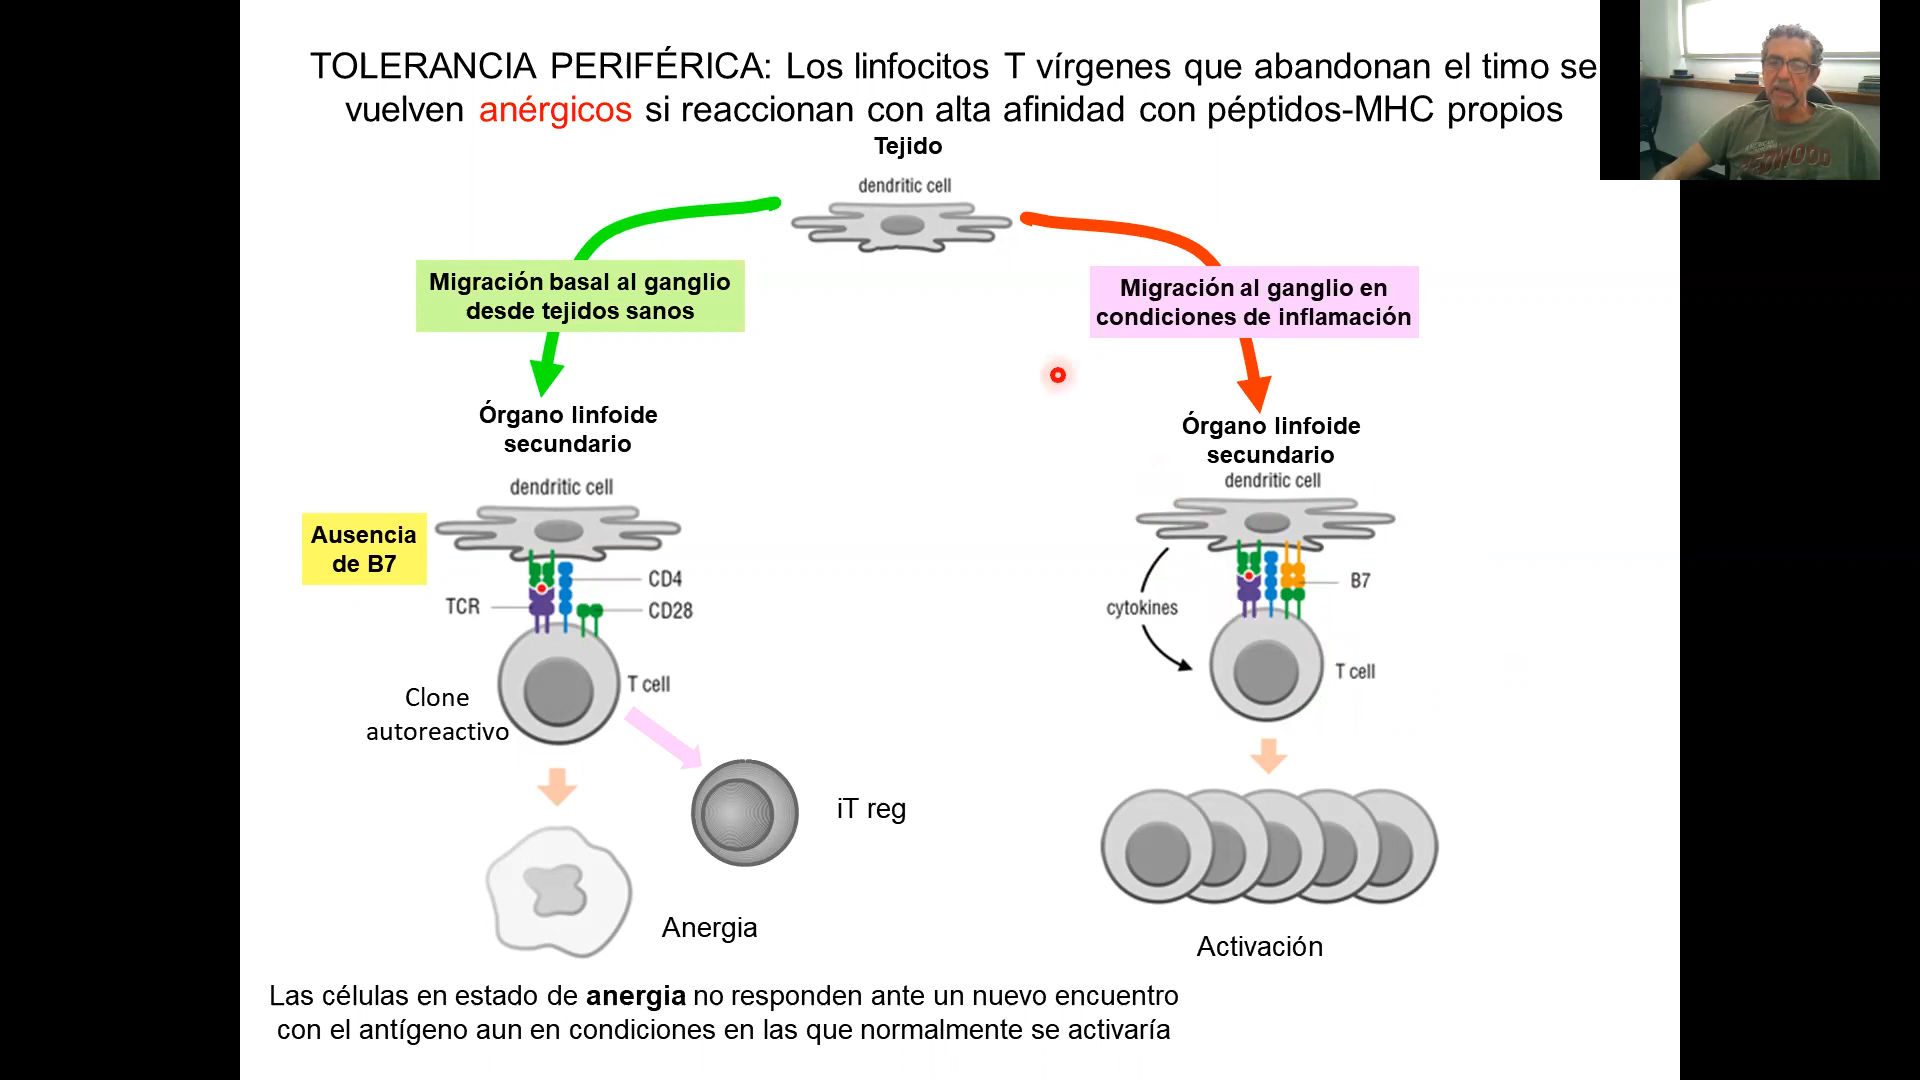 TOLERANCIA PERIFÉRICA: Los linfocitos T vírgenes que abandonan el timo se
vuelven anérgicos si reaccionan con alta afinidad con péptidos-MHC propios
Tejido
dendritic cell
Migración basal al ganglio
desde tejidos sanos
Migración al ganglio en
condiciones de inflamación
Órgano linfoide
secundario
dendritic cell
Ausencia
de B7
CD4
TCR
CD28
T cell
Clone
autoreactivo
iT reg
Anergia
Órgano linfoide
secundario
dendritic cell
B7
cytokines
T cell
Activación
Las células en estado de anergia no responden ante un nuevo encuentro
con el antígeno aun en condiciones en las que normalmente se activaría